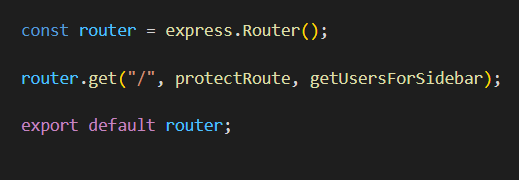 const router = express.Router();
router.get("/", protectRoute, getUsersForSidebar);
export default router;